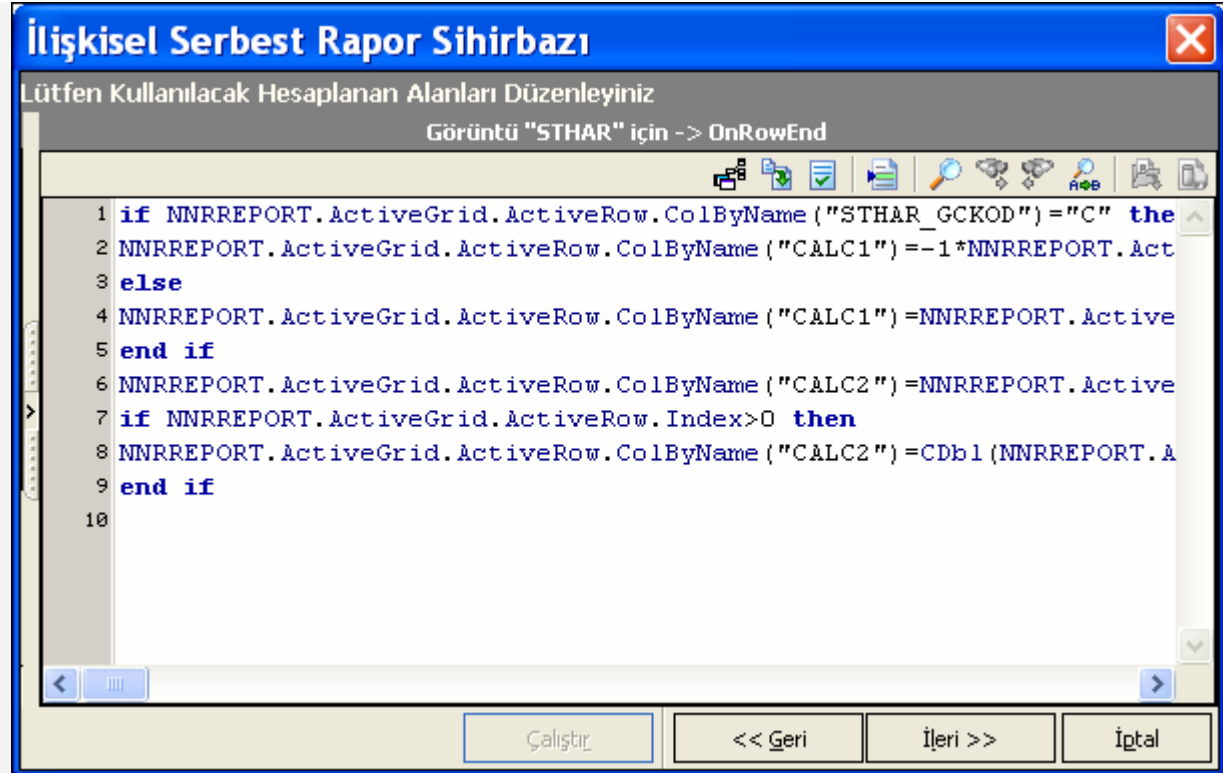 İlişkisel Serbest Rapor Sihirbazı
Lütfen Kullanılacak Hesaplanan Alanları Düzenleyiniz
Görüntü "STHAR" için -> OnRowEnd
1 if NNRREPORT.ActiveGrid.ActiveRow.ColByName("STHAR_GCKOD")="C" the
2 NNRREPORT.ActiveGrid.ActiveRow.ColByName("CALC1")=-1*NNRREPORT.Act
3 else
4 NNRREPORT.ActiveGrid.ActiveRow.ColByName("CALC1")=NNRREPORT.Active
5 end if
6 NNRREPORT.ActiveGrid.ActiveRow.ColByName("CALC2")=NNRREPORT.Active
7 if NNRREPORT.ActiveGrid.ActiveRow.Index>0 then
8 NNRREPORT.ActiveGrid.ActiveRow.ColByName("CALC2")=CDbl(NNRREPORT.A
9 end if
10
Çalıştır << Geri İleri >> İptal